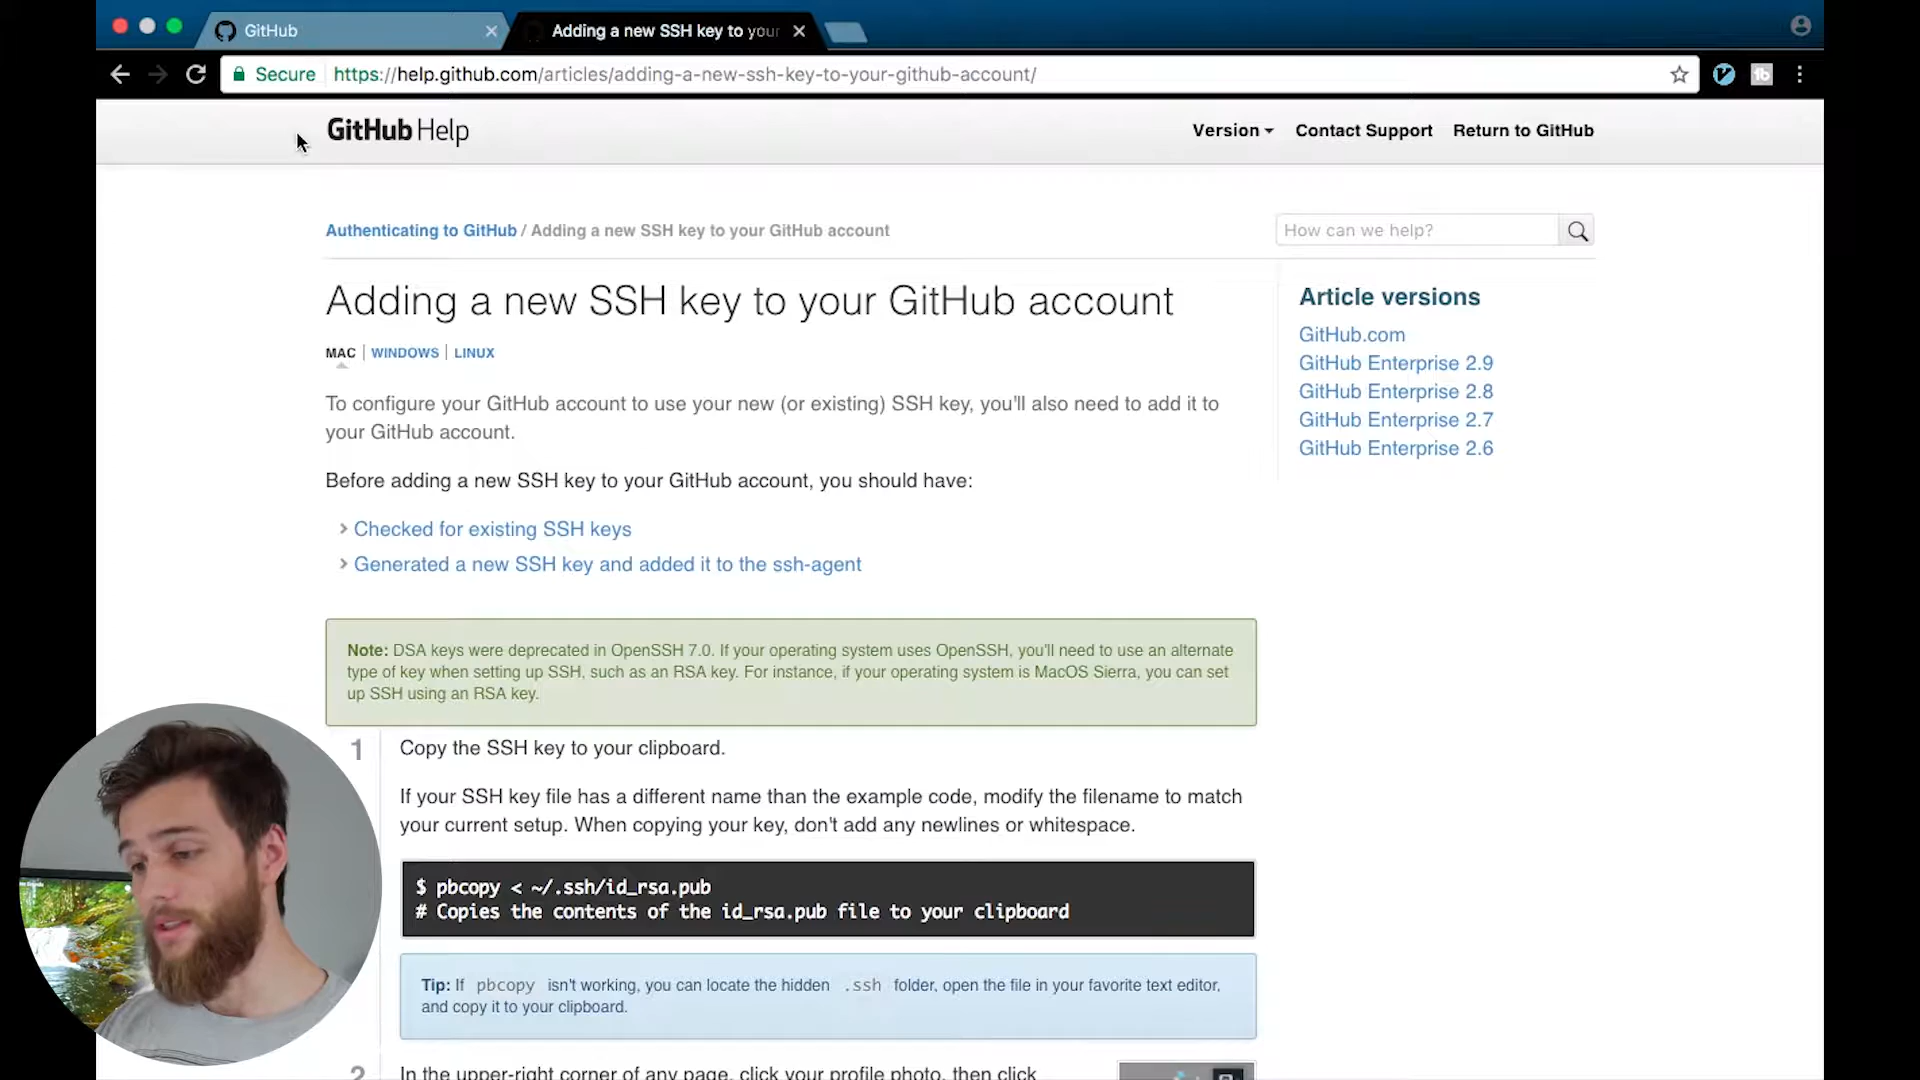 GitHub
Adding a new SSH key to your
Secure https://help.github.com/articles/adding-a-new-ssh-key-to-your-github-account/
GitHub Help
Version
Contact Support
Return to GitHub
Authenticating to GitHub / Adding a new SSH key to your GitHub account
How can we help?
Adding a new SSH key to your GitHub account
MAC | WINDOWS | LINUX
To configure your GitHub account to use your new (or existing) SSH key, you'll also need to add it to
your GitHub account.
Before adding a new SSH key to your GitHub account, you should have:
Checked for existing SSH keys
Generated a new SSH key and added it to the ssh-agent
Article versions
GitHub.com
GitHub Enterprise 2.9
GitHub Enterprise 2.8
GitHub Enterprise 2.7
GitHub Enterprise 2.6
Note: DSA keys were deprecated in OpenSSH 7.0. If your operating system uses OpenSSH, you'll need to use an alternate
type of key when setting up SSH, such as an RSA key. For instance, if your operating system is MacOS Sierra, you can set
up SSH using an RSA key.
1 Copy the SSH key to your clipboard.
If your SSH key file has a different name than the example code, modify the filename to match
your current setup. When copying your key, don't add any newlines or whitespace.
$ pbcopy < ~/.ssh/id_rsa.pub
# Copies the contents of the id_rsa.pub file to your clipboard
Tip: If pbcopy isn't working, you can locate the hidden .ssh folder, open the file in your favorite text editor,
and copy it to your clipboard.
2 In the upper-right corner of any page, click your profile photo, then click